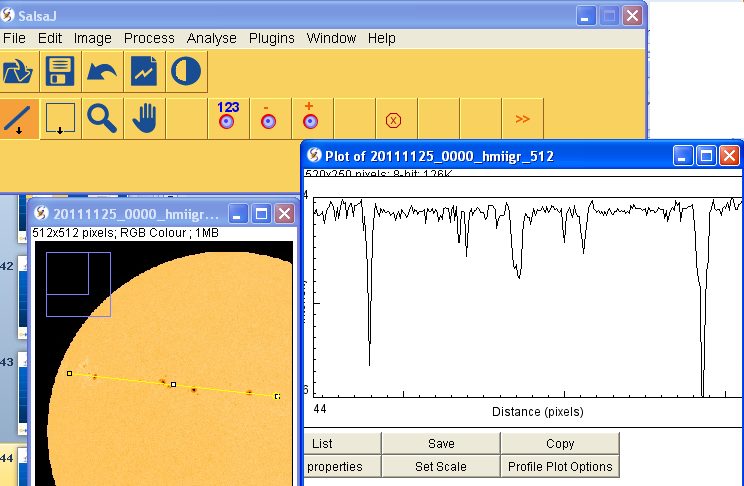 SalsaJ
File Edit Image Process Analyse Plugins Window Help
123 - +
>>
Plot of 20111125_0000_hmiigr_512
520x250 pixels; 8-bit; 126K
20111125_0000_hmiigr...
512x512 pixels; RGB Colour ; 1MB
4
6
44
Distance (pixels)
List Save Copy
properties Set Scale Profile Plot Options
42
43
44